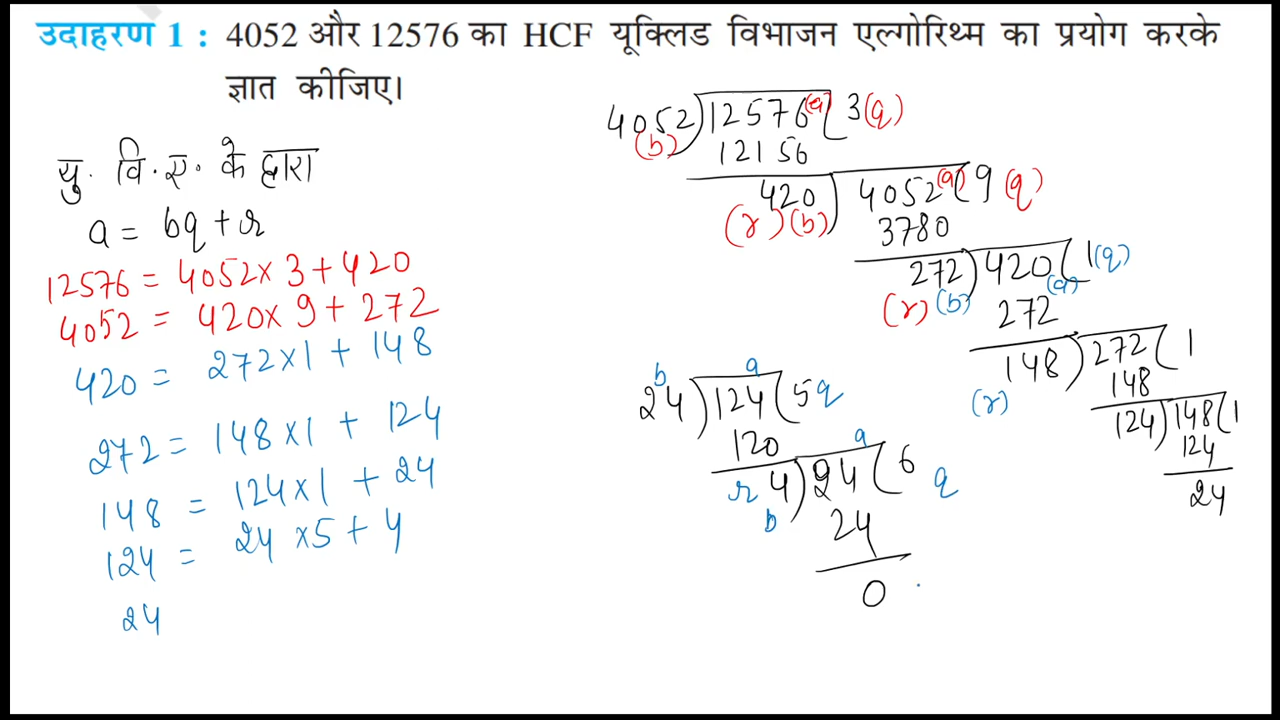 उदाहरण 1 : 4052 और 12576 का HCF यूक्लिड विभाजन एल्गोरिथ्म का प्रयोग करके
ज्ञात कीजिए।
यु. वि. ए. के द्वारा
a = bq + r
12576 = 4052 × 3 + 420
4052 = 420 × 9 + 272
420 = 272 × 1 + 148
272 = 148 × 1 + 124
148 = 124 × 1 + 24
124 = 24 × 5 + 4
24
4052) 12576 (a) ( 3 (q)
(b) 12156
420 ) 4052 (a) ( 9 (q)
(r) (b) 3780
272 ) 420 ( 1 (q)
(r) (b) (a)
272
148 ) 272 ( 1
(r) 148
124 ) 148 ( 1
124
24
b a
24 ) 124 ( 5 q
120 a
r 4 ) 24 ( 6 q
b 24
0